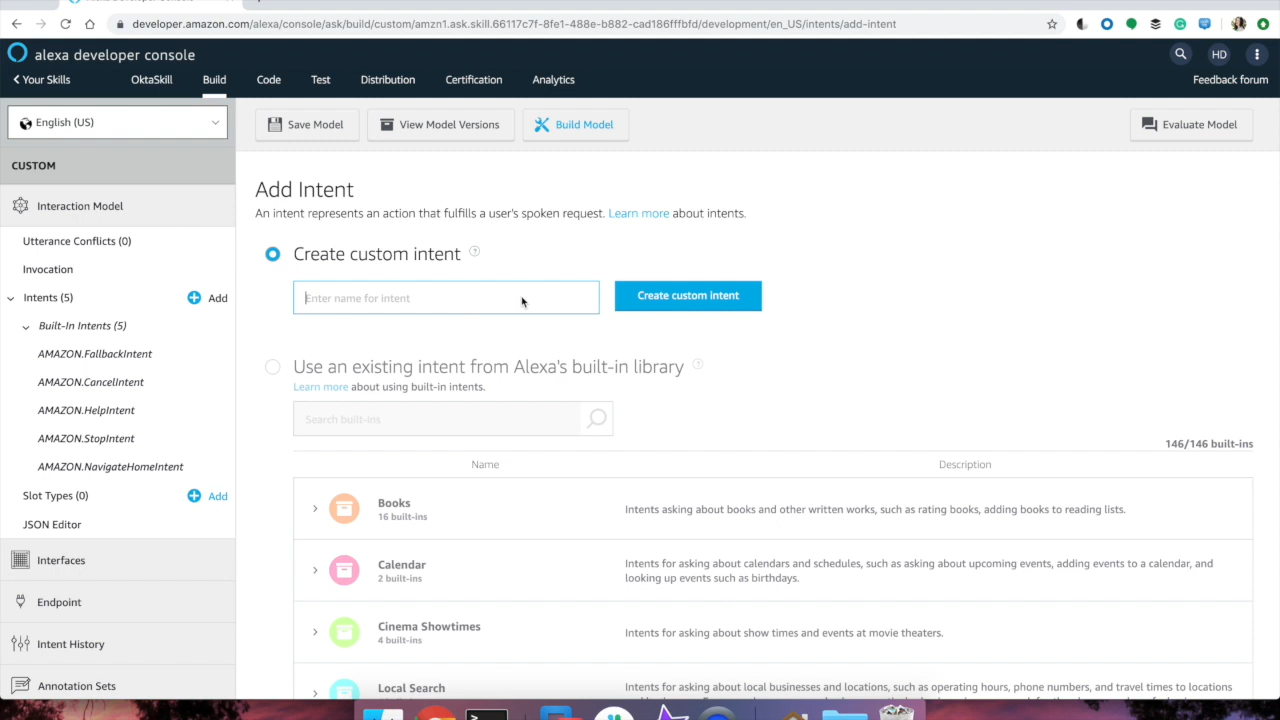 developer.amazon.com/alexa/console/ask/build/custom/amzn1.ask.skill.66117c7f-8fe1-488e-b882-cad186fffbfd/development/en_US/intents/add-intent
alexa developer console
HD
Your Skills
OktaSkill
Build
Code
Test
Distribution
Certification
Analytics
Feedback forum
English (US)
Save Model
View Model Versions
Build Model
Evaluate Model
CUSTOM
Interaction Model
Utterance Conflicts (0)
Invocation
Intents (5)
Add
Built-In Intents (5)
AMAZON.FallbackIntent
AMAZON.CancelIntent
AMAZON.HelpIntent
AMAZON.StopIntent
AMAZON.NavigateHomeIntent
Slot Types (0)
Add
JSON Editor
Interfaces
Endpoint
Intent History
Annotation Sets
Add Intent
An intent represents an action that fulfills a user's spoken request. Learn more about intents.
Create custom intent ?
Enter name for intent
Create custom intent
Use an existing intent from Alexa's built-in library ?
Learn more about using built-in intents.
Search built-ins
146/146 built-ins
Name
Description
Books
16 built-ins
Intents asking about books and other written works, such as rating books, adding books to reading lists.
Calendar
2 built-ins
Intents for asking about calendars and schedules, such as asking about upcoming events, adding events to a calendar, and
looking up events such as birthdays.
Cinema Showtimes
4 built-ins
Intents for asking about show times and events at movie theaters.
Local Search
Intents for asking about local businesses and locations, such as operating hours, phone numbers, and travel times to locations